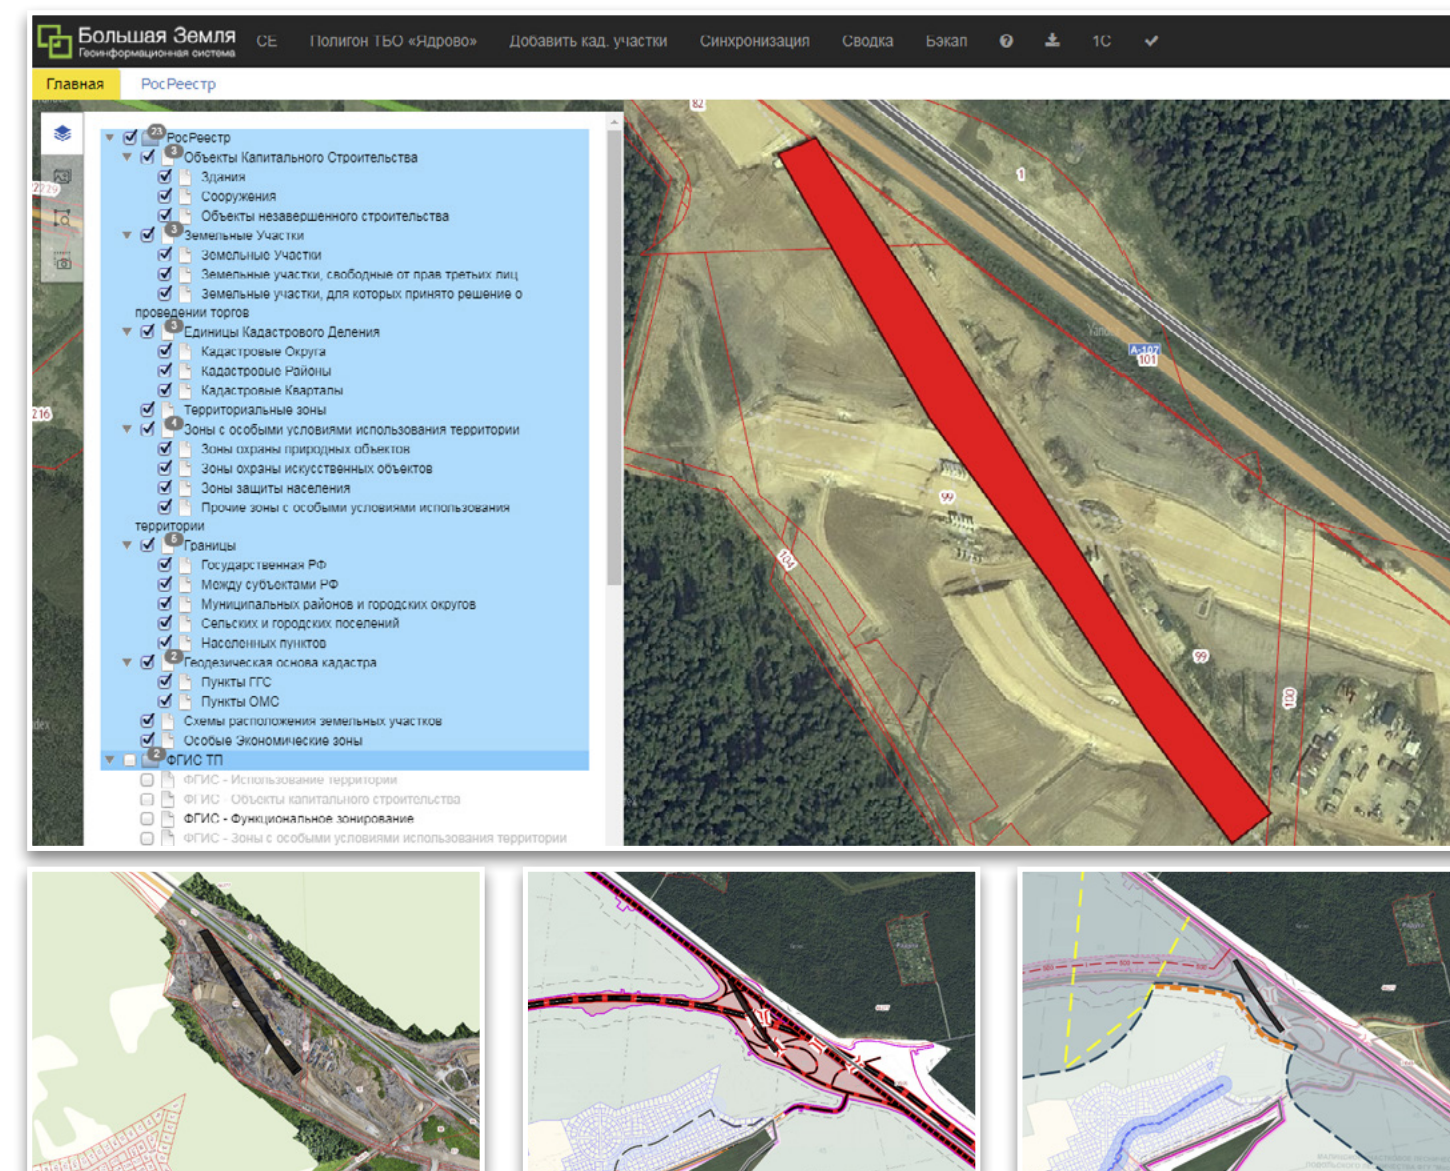 Большая Земля
Геоинформационная система
СЕ
Полигон ТБО «Ядрово»
Добавить кад. участки
Синхронизация
Сводка
Бэкап
1С
Главная
РосРеестр
23
РосРеестр
3
Объекты Капитального Строительства
Здания
Сооружения
Объекты незавершенного строительства
3
Земельные Участки
Земельные Участки
Земельные участки, свободные от прав третьих лиц
Земельные участки, для которых принято решение о
проведении торгов
3
Единицы Кадастрового Деления
Кадастровые Округа
Кадастровые Районы
Кадастровые Кварталы
Территориальные зоны
4
Зоны с особыми условиями использования территории
Зоны охраны природных объектов
Зоны охраны искусственных объектов
Зоны защиты населения
Прочие зоны с особыми условиями использования
территории
5
Границы
Государственная РФ
Между субъектами РФ
Муниципальных районов и городских округов
Сельских и городских поселений
Населенных пунктов
2
Геодезическая основа кадастра
Пункты ГГС
Пункты ОМС
Схемы расположения земельных участков
Особые Экономические зоны
2
ФГИС ТП
ФГИС - Использование территории
ФГИС - Объекты капитального строительства
ФГИС - Функциональное зонирование
ФГИС - Зоны с особыми условиями использования территории
216
82
1
Yandex
А-107
101
99
104
99
100